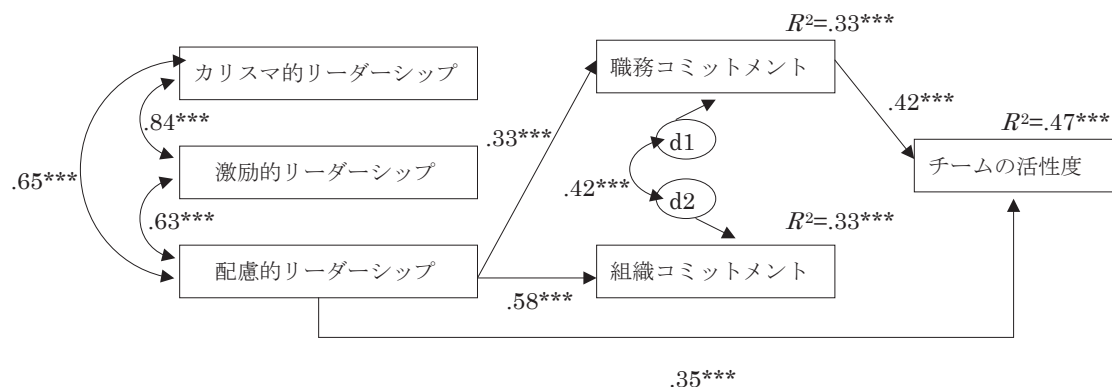 R²=.33***
カリスマ的リーダーシップ
職務コミットメント
.84***
.33***
d1
.42***
R²=.47***
激励的リーダーシップ
チームの活性度
.65***
.42***
d2
.63***
R²=.33***
配慮的リーダーシップ
組織コミットメント
.58***
.35***